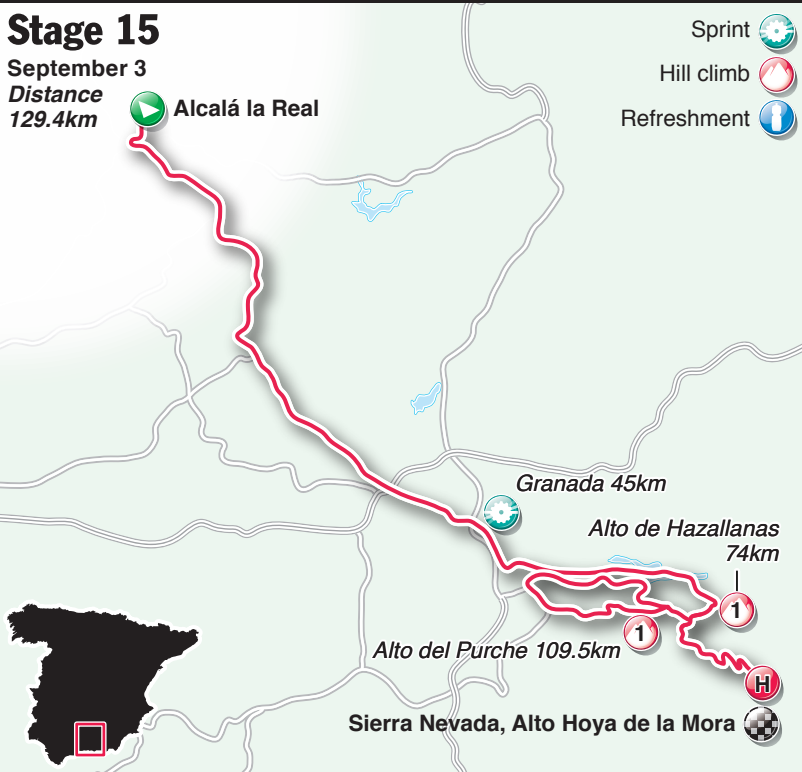 Stage 15
September 3
Distance
129.4km
Alcalá la Real
Sprint
Hill climb
Refreshment
Granada 45km
Alto de Hazallanas
74km
1
1
Alto del Purche 109.5km
H
Sierra Nevada, Alto Hoya de la Mora